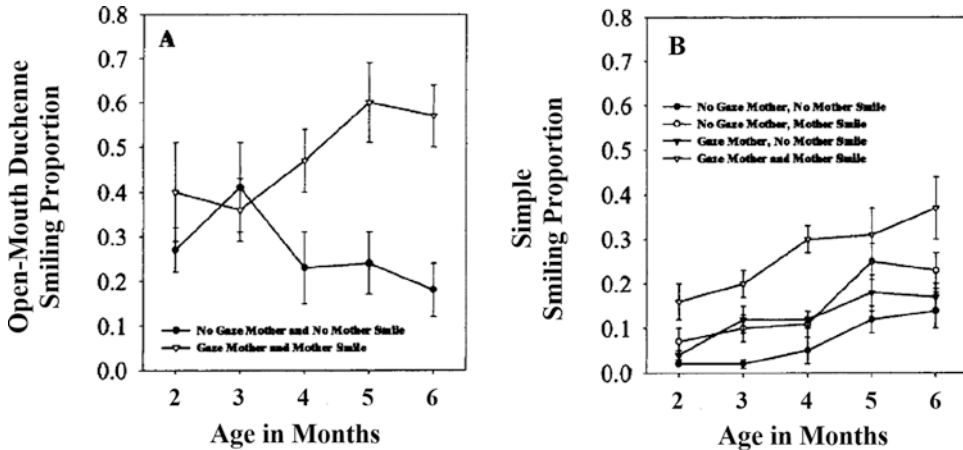 A
Open-Mouth Duchenne
Smiling Proportion
0.8
0.7
0.6
0.5
0.4
0.3
0.2
0.1
0.0
No Gaze Mother and No Mother Smile
Gaze Mother and Mother Smile
2 3 4 5 6
Age in Months
B
Simple
Smiling Proportion
0.8
0.7
0.6
0.5
0.4
0.3
0.2
0.1
0.0
No Gaze Mother, No Mother Smile
No Gaze Mother, Mother Smile
Gaze Mother, No Mother Smile
Gaze Mother and Mother Smile
2 3 4 5 6
Age in Months